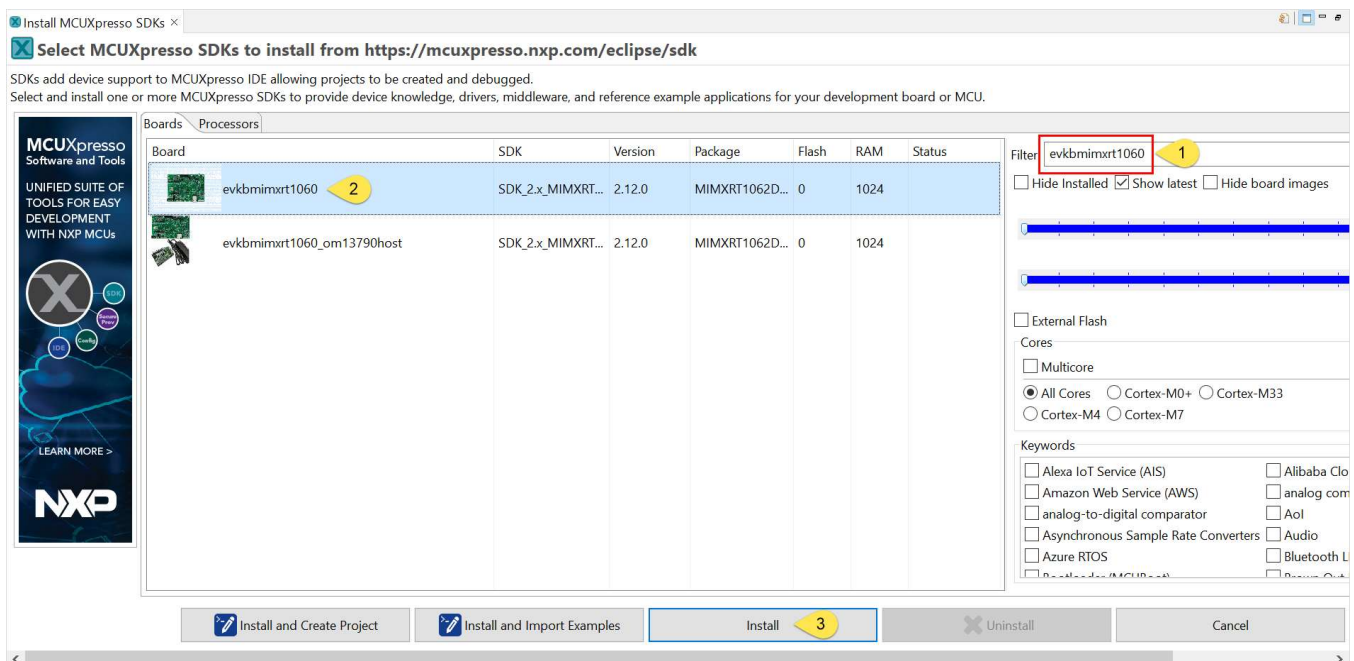 Install MCUXpresso SDKs
Select MCUXpresso SDKs to install from https://mcuxpresso.nxp.com/eclipse/sdk
SDKs add device support to MCUXpresso IDE allowing projects to be created and debugged.
Select and install one or more MCUXpresso SDKs to provide device knowledge, drivers, middleware, and reference example applications for your development board or MCU.
MCUXpresso
Software and Tools
UNIFIED SUITE OF
TOOLS FOR EASY
DEVELOPMENT
WITH NXP MCUs
X
SDK
IDE
Config
LEARN MORE >
NXP
Boards Processors
Board SDK Version Package Flash RAM Status
evkbmimxrt1060 2 SDK_2.x_MIMXRT... 2.12.0 MIMXRT1062D... 0 1024
evkbmimxrt1060_om13790host SDK_2.x_MIMXRT... 2.12.0 MIMXRT1062D... 0 1024
Filter evkbmimxrt1060 1
Hide Installed Show latest Hide board images
External Flash
Cores
Multicore
All Cores Cortex-M0+ Cortex-M33
Cortex-M4 Cortex-M7
Keywords
Alexa IoT Service (AIS) Alibaba Clo
Amazon Web Service (AWS) analog com
analog-to-digital comparator AoI
Asynchronous Sample Rate Converters Audio
Azure RTOS Bluetooth L
Install and Create Project Install and Import Examples Install 3 Uninstall Cancel